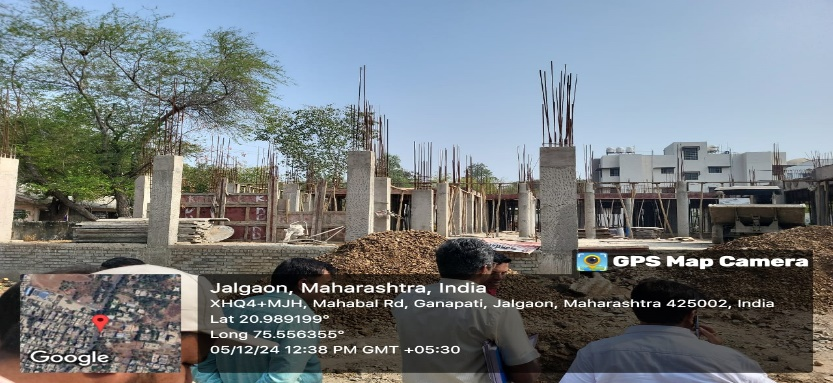 GPS Map Camera
Jalgaon, Maharashtra, India
XHQ4+MJH, Mahabal Rd, Ganapati, Jalgaon, Maharashtra 425002, India
Lat 20.989199°
Long 75.556355°
05/12/24 12:38 PM GMT +05:30
Google